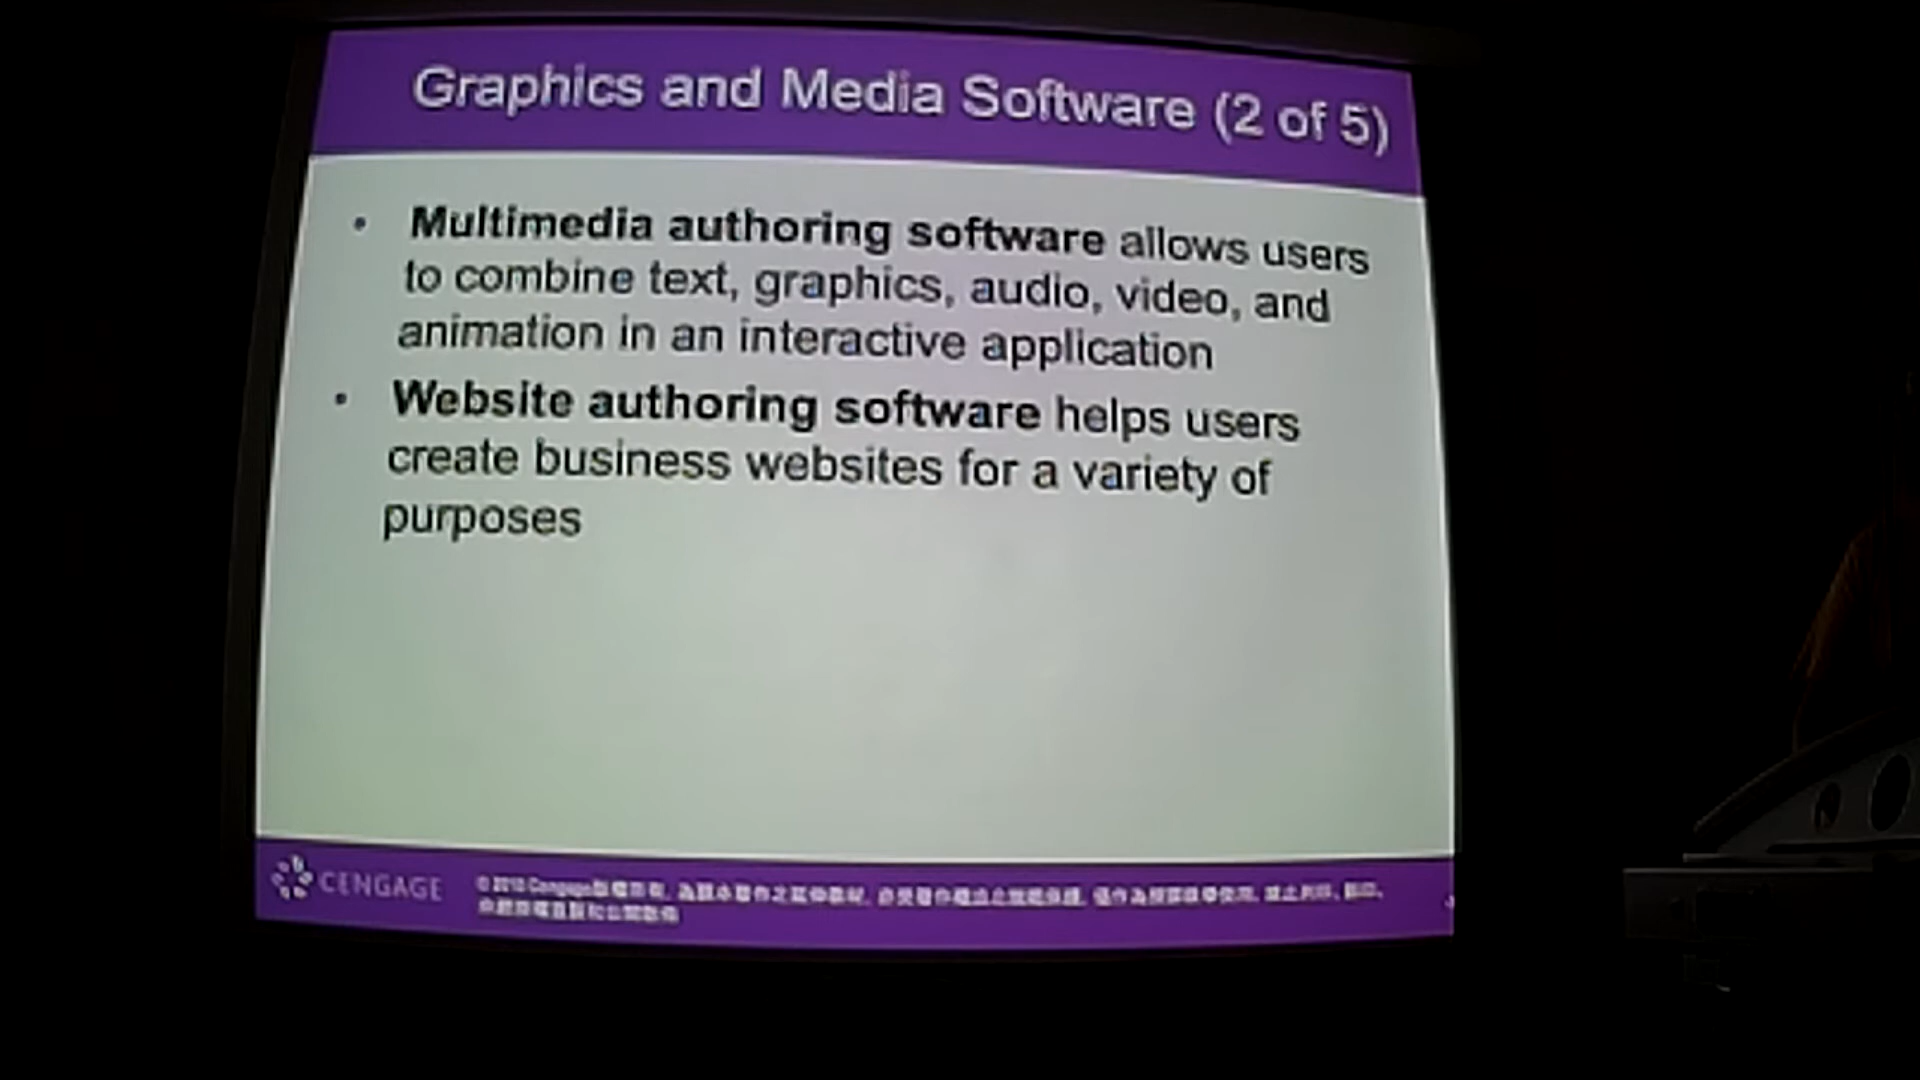 Graphics and Media Software (2 of 5)
• Multimedia authoring software allows users
to combine text, graphics, audio, video, and
animation in an interactive application
• Website authoring software helps users
create business websites for a variety of
purposes
CENGAGE